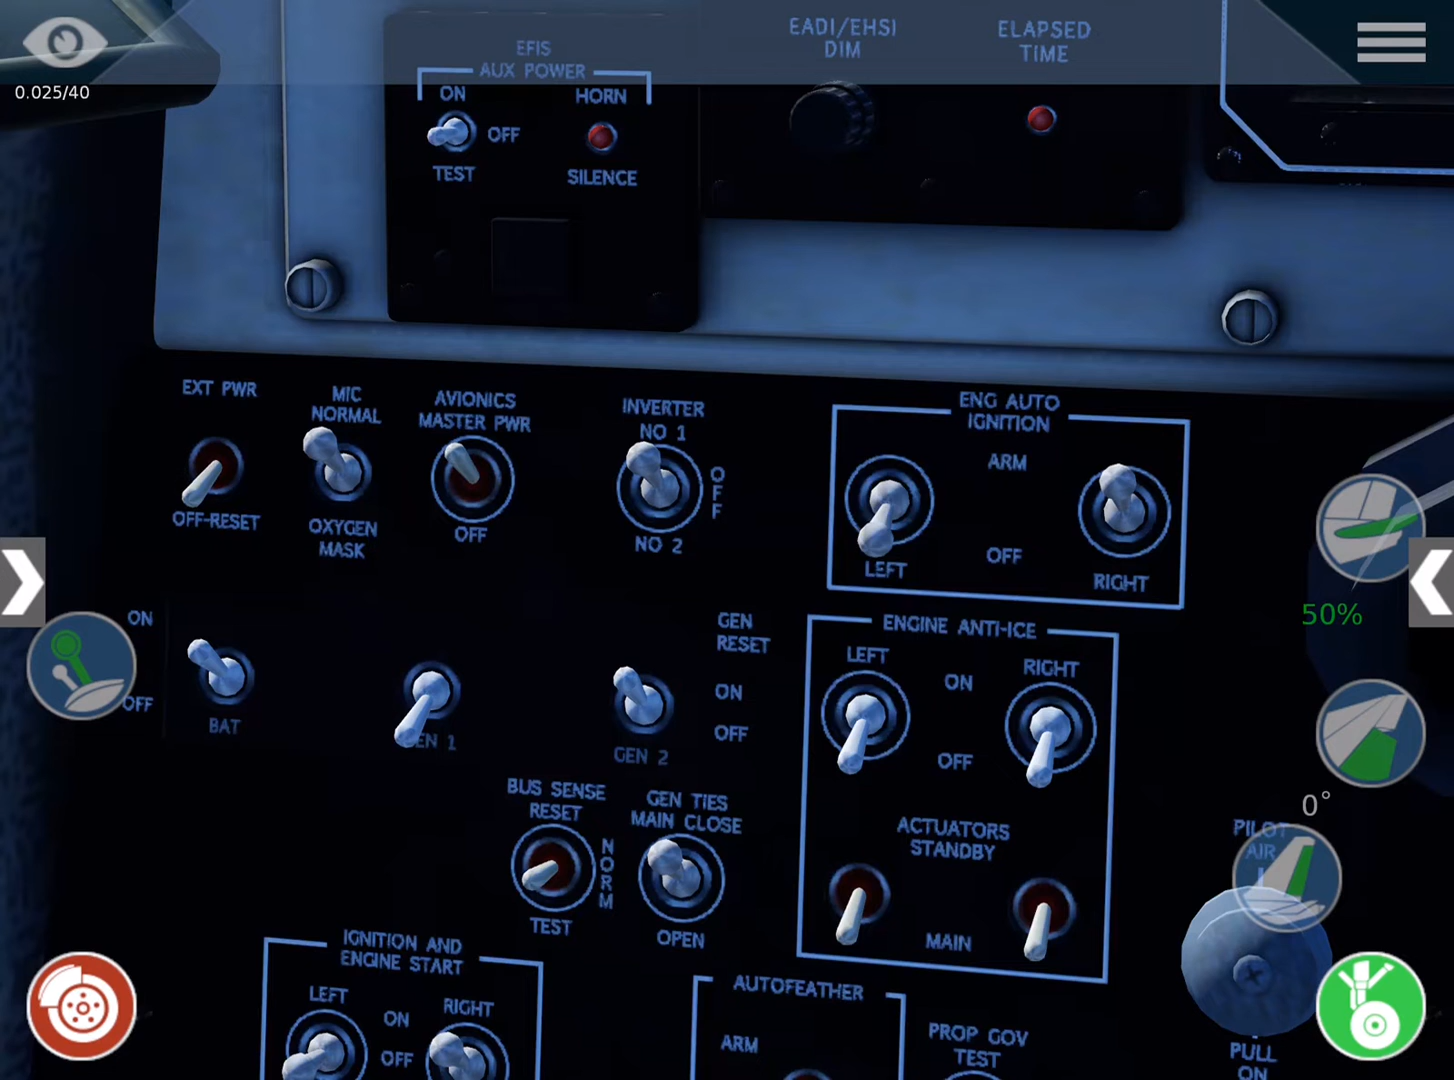 0.025/40
EFIS
AUX POWER
ON
HORN
OFF
TEST
SILENCE
EADI/EHSI
DIM
ELAPSED
TIME
EXT PWR
OFF-RESET
MIC
NORMAL
OXYGEN
MASK
AVIONICS
MASTER PWR
OFF
INVERTER
NO 1
OFF
NO 2
ENG AUTO
IGNITION
ARM
OFF
LEFT
RIGHT
50%
ON
OFF
BAT
EN 1
GEN 2
GEN
RESET
ON
OFF
ENGINE ANTI-ICE
LEFT
RIGHT
ON
OFF
ACTUATORS
STANDBY
MAIN
BUS SENSE
RESET
NORM
TEST
GEN TIES
MAIN CLOSE
OPEN
0°
PILOT
AIR
PULL
ON
IGNITION AND
ENGINE START
LEFT
RIGHT
ON
OFF
AUTOFEATHER
ARM
PROP GOV
TEST